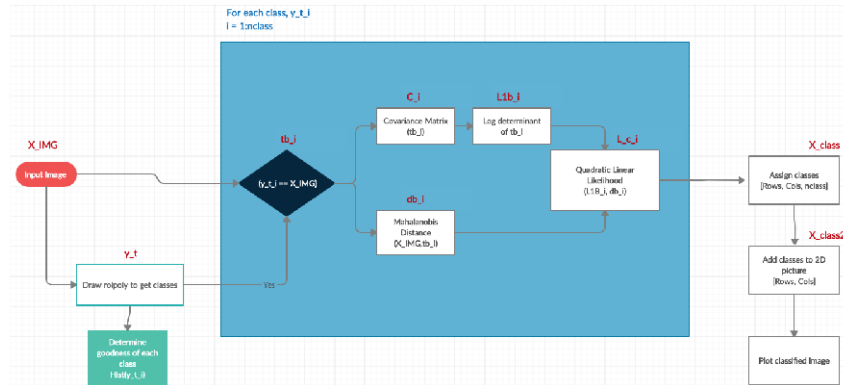 For each class, y_t_i
i = 1:nclass
C_i
L1b_i
Covariance Matrix
(tb_i)
Log determinant
of tb_i
tb_i
L_c_i
X_IMG
X_class
Input Image
(y_t_i == X_IMG)
Quadratic Linear
Likelihood
(L1B_i, db_i)
Assign classes
[Rows, Cols, nclass]
db_i
Mahalanobis
Distance
(X_IMG,tb_i)
X_class2
y_t
Draw roipoly to get classes
Yes
Add classes to 2D
picture
[Rows, Cols]
Determine
goodness of each
class
Hist(y_t_i)
Plot classified Image